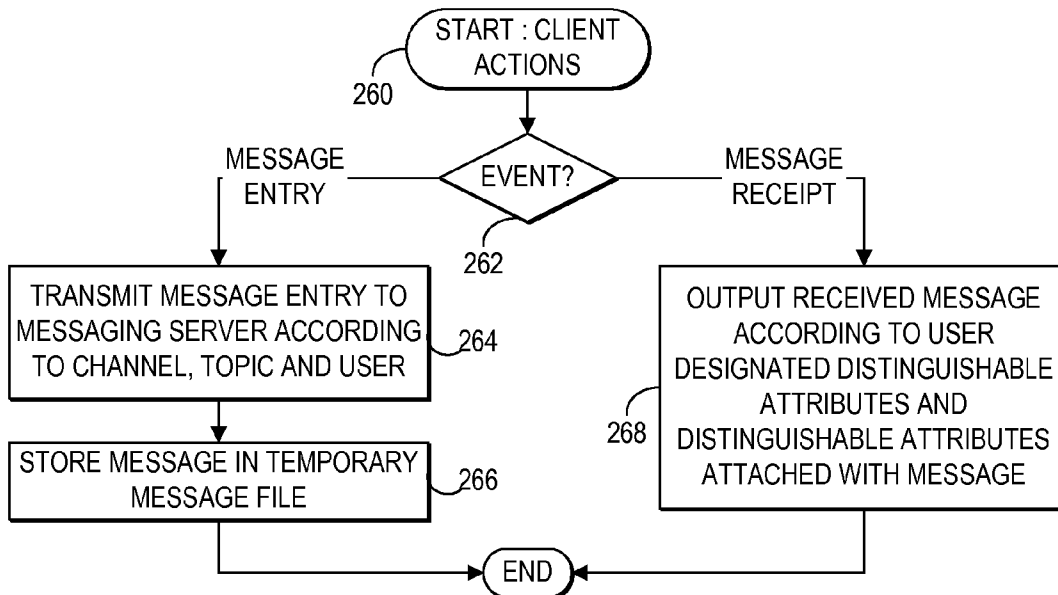 START : CLIENT
ACTIONS
260
MESSAGE
ENTRY
EVENT?
MESSAGE
RECEIPT
262
TRANSMIT MESSAGE ENTRY TO
MESSAGING SERVER ACCORDING
TO CHANNEL, TOPIC AND USER
264
STORE MESSAGE IN TEMPORARY
MESSAGE FILE
266
OUTPUT RECEIVED MESSAGE
ACCORDING TO USER
DESIGNATED DISTINGUISHABLE
ATTRIBUTES AND
DISTINGUISHABLE ATTRIBUTES
ATTACHED WITH MESSAGE
268
END